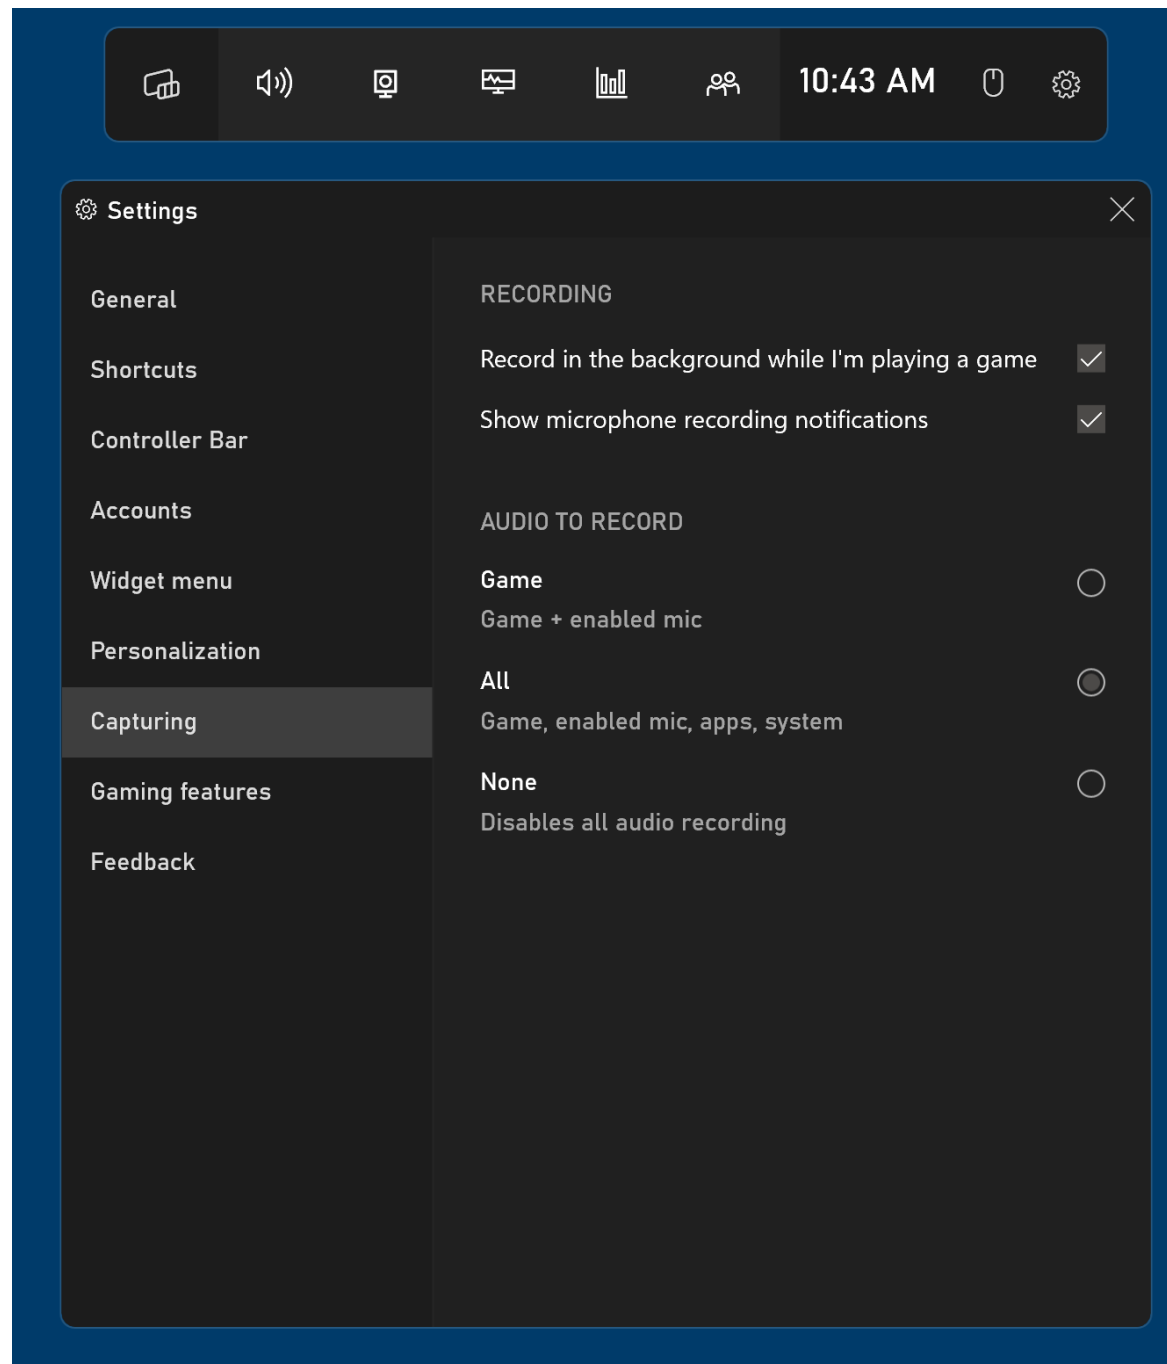 10:43 AM
Settings
General
Shortcuts
Controller Bar
Accounts
Widget menu
Personalization
Capturing
Gaming features
Feedback
RECORDING
Record in the background while I'm playing a game
Show microphone recording notifications
AUDIO TO RECORD
Game
Game + enabled mic
All
Game, enabled mic, apps, system
None
Disables all audio recording